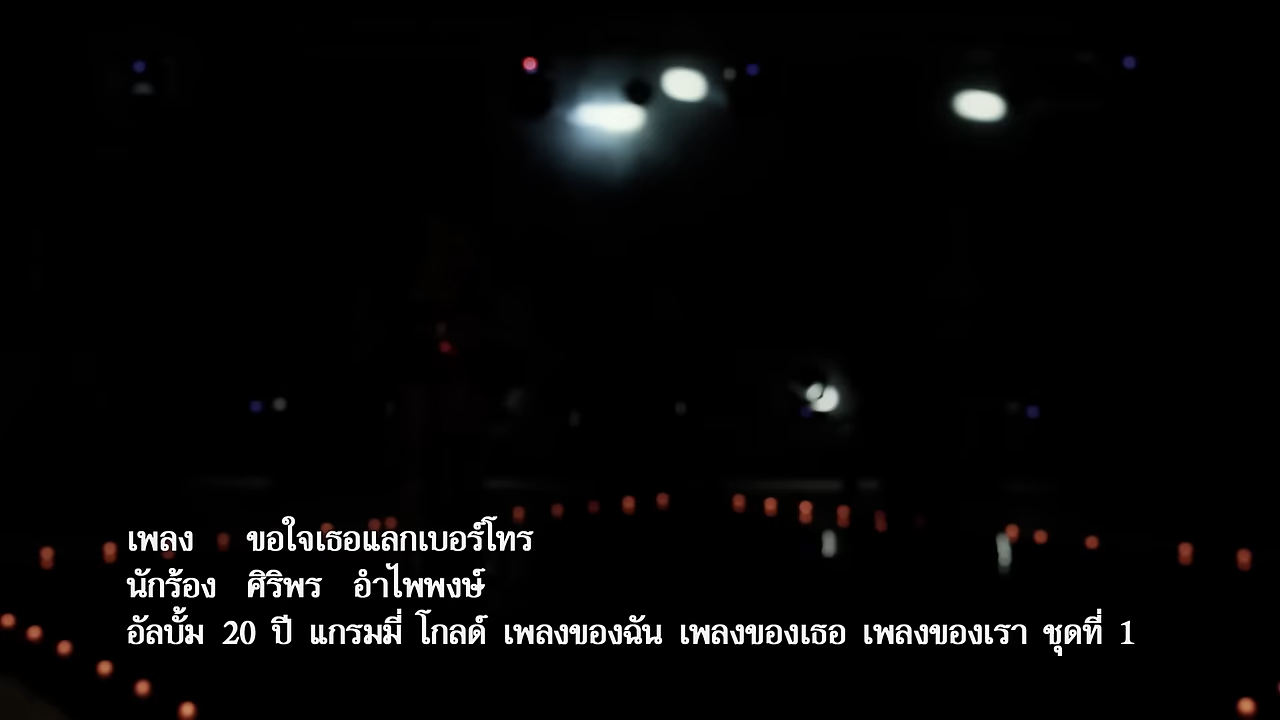 เพลง ขอใจเธอแลกเบอร์โทร
นักร้อง ศิริพร อำไพพงษ์
อัลบั้ม 20 ปี แกรมมี่ โกลด์ เพลงของฉัน เพลงของเธอ เพลงของเรา ชุดที่ 1